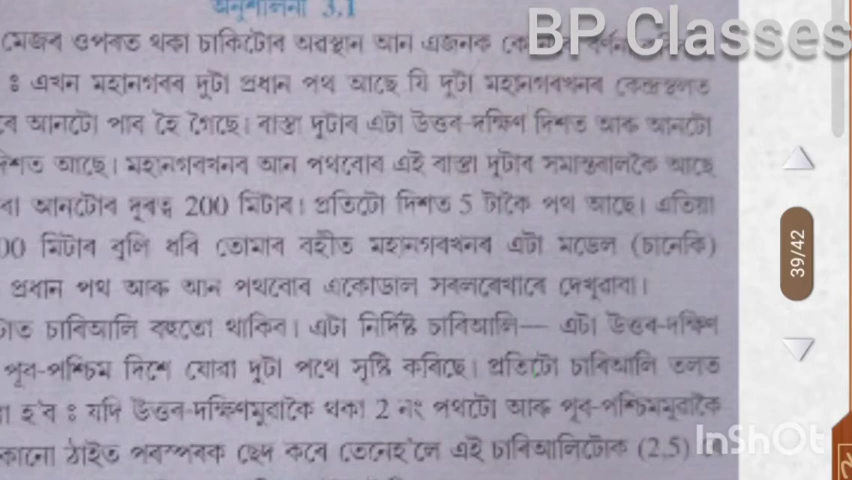 অনুশীলনী 3.1
BP Classes
মেজৰ ওপৰত থকা চাকিটোৰ অৱস্থান আন এজনক
ঃ এখন মহানগৰৰ দুটা প্ৰধান পথ আছে যি দুটা মহানগৰখনৰ কেন্দ্ৰস্থলত
আনটো পাৰ হৈ গৈছে। ৰাস্তা দুটাৰ এটা উত্তৰ-দক্ষিণ দিশত আৰু আনটো
আছে। মহানগৰখনৰ আন পথবোৰ এই ৰাস্তা দুটাৰ সমান্তৰালকৈ আছে
আনটোৰ দূৰত্ব 200 মিটাৰ। প্ৰতিটো দিশত 5 টাকৈ পথ আছে। এতিয়া
00 মিটাৰ বুলি ধৰি তোমাৰ বহীত মহানগৰখনৰ এটা মডেল (চানেকি)
প্ৰধান পথ আৰু আন পথবোৰ একোডাল সৰলৰেখাৰে দেখুৱাবা।
চাৰিআলি বহুতো থাকিব। এটা নিৰ্দিষ্ট চাৰিআলি— এটা উত্তৰ-দক্ষিণ
পূব-পশ্চিম দিশে যোৱা দুটা পথে সৃষ্টি কৰিছে। প্ৰতিটো চাৰিআলি তলত
হ'ব ঃ যদি উত্তৰ-দক্ষিণমুৱাকৈ থকা 2 নং পথটো আৰু পূব-পশ্চিমমুৱাকৈ
ঠাইত পৰস্পৰক ছেদ কৰে তেনেহ'লে এই চাৰিআলিটোক (2,5)
39/42
InShOt